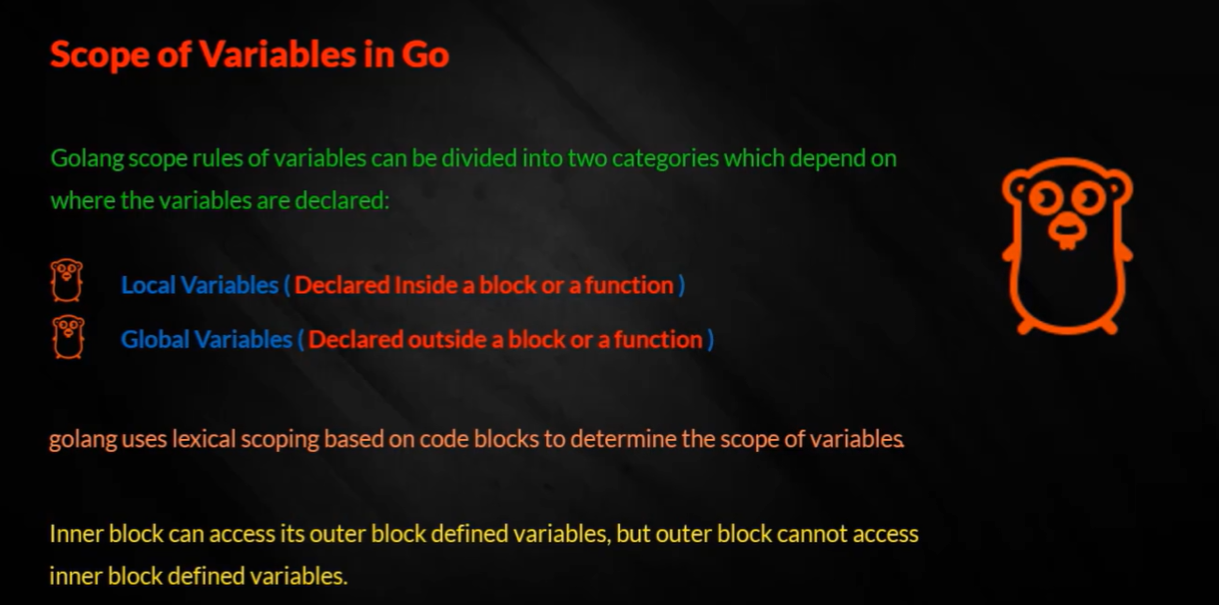 Scope of Variables in Go
Golang scope rules of variables can be divided into two categories which depend on
where the variables are declared:
Local Variables ( Declared Inside a block or a function )
Global Variables ( Declared outside a block or a function )
golang uses lexical scoping based on code blocks to determine the scope of variables.
Inner block can access its outer block defined variables, but outer block cannot access
inner block defined variables.